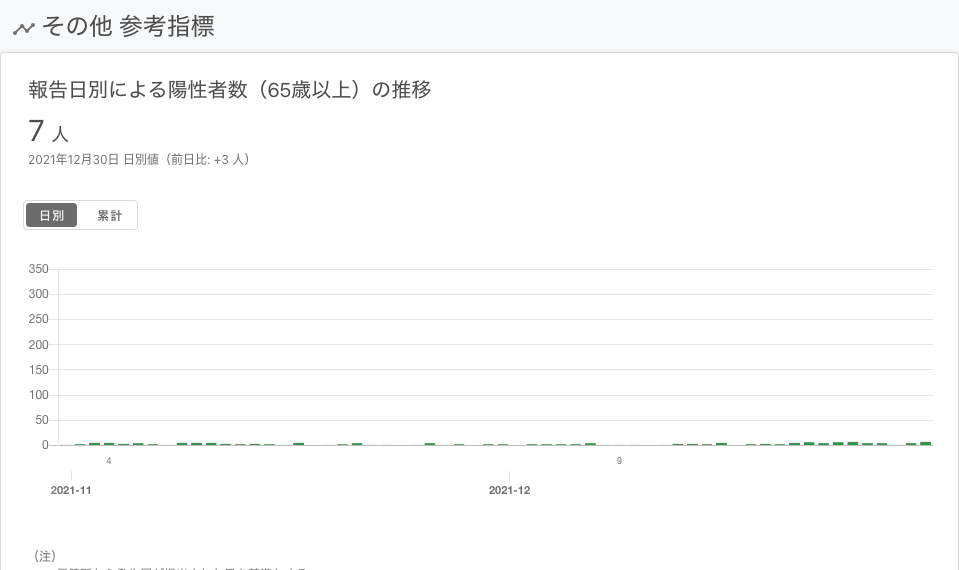 その他 参考指標
報告日別による陽性者数（65歳以上）の推移
7 人
2021年12月30日 日別値（前日比: +3 人）
日別 累計
350
300
250
200
150
100
50
0
4 9
2021-11 2021-12
（注）